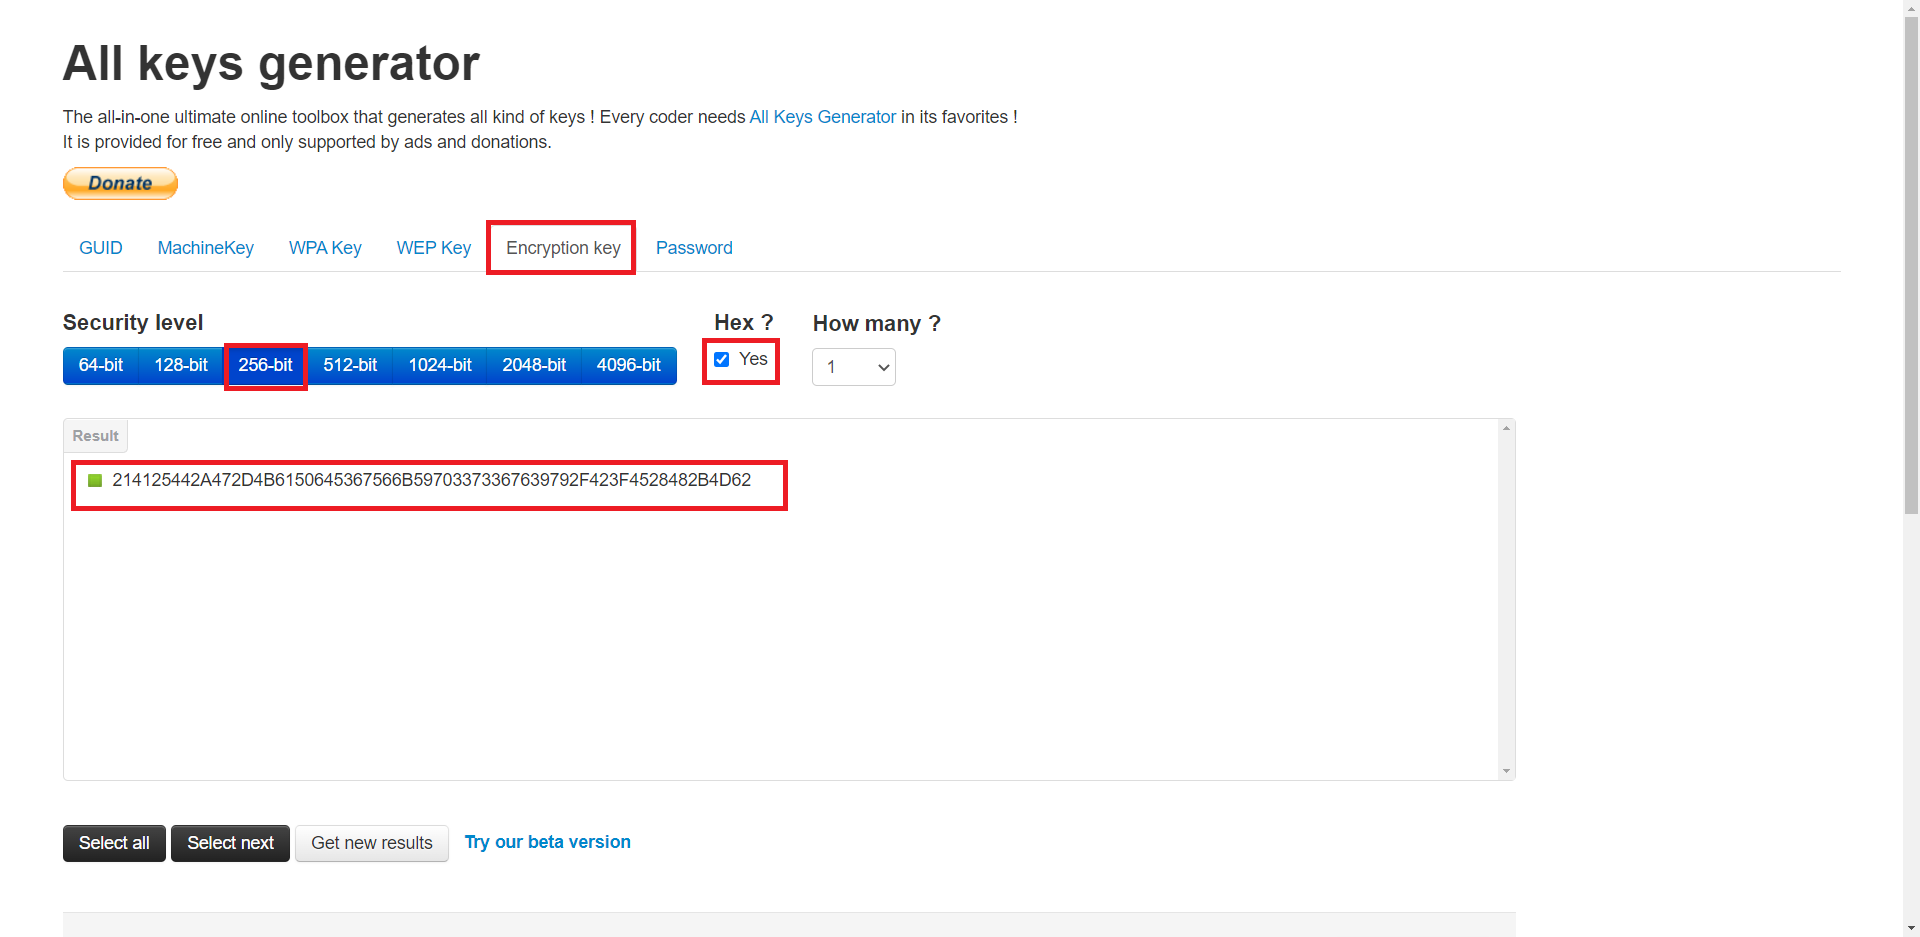 All keys generator
The all-in-one ultimate online toolbox that generates all kind of keys ! Every coder needs All Keys Generator in its favorites !
It is provided for free and only supported by ads and donations.
Donate
GUID MachineKey WPA Key WEP Key Encryption key Password
Security level Hex ? How many ?
64-bit 128-bit 256-bit 512-bit 1024-bit 2048-bit 4096-bit Yes 1
Result
214125442A472D4B6150645367566B59703373367639792F423F4528482B4D62
Select all Select next Get new results Try our beta version